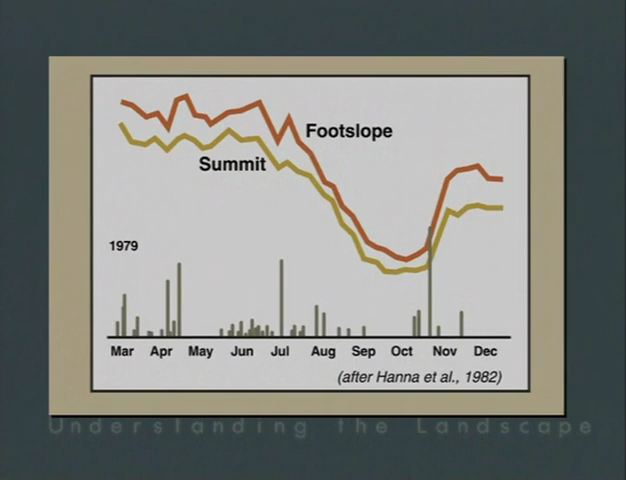 Footslope
Summit
1979
Mar Apr May Jun Jul Aug Sep Oct Nov Dec
(after Hanna et al., 1982)
Understanding the Landscape